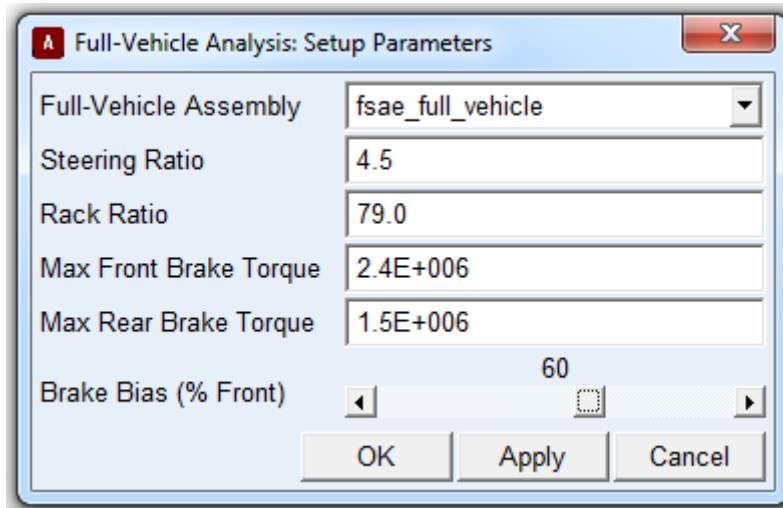 A Full-Vehicle Analysis: Setup Parameters
Full-Vehicle Assembly fsae_full_vehicle
Steering Ratio 4.5
Rack Ratio 79.0
Max Front Brake Torque 2.4E+006
Max Rear Brake Torque 1.5E+006
60
Brake Bias (% Front)
OK Apply Cancel